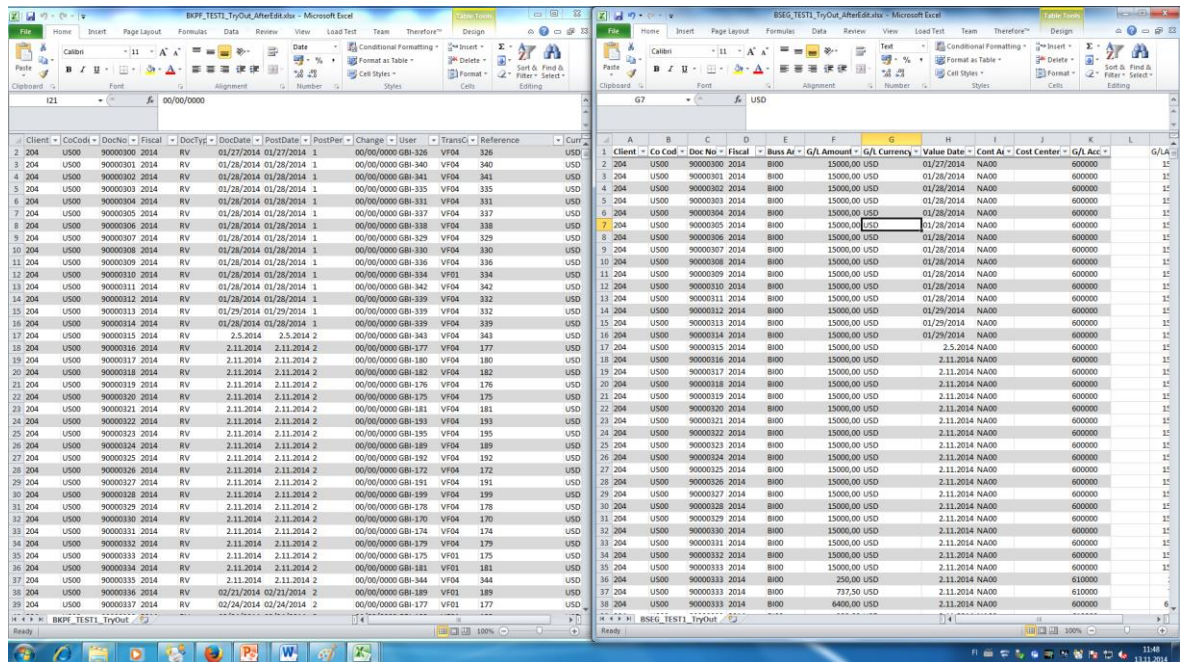 BKPF_TEST1_TryOut_AfterEdit.xlsx - Microsoft Excel
Table Tools
File Home Insert Page Layout Formulas Data Review View Load Test Team Therefore™ Design
Calibri 11 Date Conditional Formatting Insert
Paste Format as Table Delete Sort & Filter Find & Select
Cell Styles Format
Clipboard Font Alignment Number Styles Cells Editing
I21 fx 00/00/0000
Client CoCode DocNo Fiscal DocTyp DocDate PostDate PostPer Change User TransCo Reference Curr
2 204 US00 90000300 2014 RV 01/27/2014 01/27/2014 1 00/00/0000 GBI-326 VF04 326 USD
3 204 US00 90000301 2014 RV 01/28/2014 01/28/2014 1 00/00/0000 GBI-340 VF04 340 USD
4 204 US00 90000302 2014 RV 01/28/2014 01/28/2014 1 00/00/0000 GBI-341 VF04 341 USD
5 204 US00 90000303 2014 RV 01/28/2014 01/28/2014 1 00/00/0000 GBI-335 VF04 335 USD
6 204 US00 90000304 2014 RV 01/28/2014 01/28/2014 1 00/00/0000 GBI-331 VF04 331 USD
7 204 US00 90000305 2014 RV 01/28/2014 01/28/2014 1 00/00/0000 GBI-337 VF04 337 USD
8 204 US00 90000306 2014 RV 01/28/2014 01/28/2014 1 00/00/0000 GBI-338 VF04 338 USD
9 204 US00 90000307 2014 RV 01/28/2014 01/28/2014 1 00/00/0000 GBI-329 VF04 329 USD
10 204 US00 90000308 2014 RV 01/28/2014 01/28/2014 1 00/00/0000 GBI-330 VF04 330 USD
11 204 US00 90000309 2014 RV 01/28/2014 01/28/2014 1 00/00/0000 GBI-336 VF04 336 USD
12 204 US00 90000310 2014 RV 01/28/2014 01/28/2014 1 00/00/0000 GBI-334 VF01 334 USD
13 204 US00 90000311 2014 RV 01/28/2014 01/28/2014 1 00/00/0000 GBI-342 VF04 342 USD
14 204 US00 90000312 2014 RV 01/28/2014 01/28/2014 1 00/00/0000 GBI-339 VF04 332 USD
15 204 US00 90000313 2014 RV 01/29/2014 01/29/2014 1 00/00/0000 GBI-339 VF04 332 USD
16 204 US00 90000314 2014 RV 01/28/2014 01/28/2014 1 00/00/0000 GBI-339 VF04 339 USD
17 204 US00 90000315 2014 RV 2.5.2014 2.5.2014 2 00/00/0000 GBI-343 VF04 343 USD
18 204 US00 90000316 2014 RV 2.11.2014 2.11.2014 2 00/00/0000 GBI-177 VF04 177 USD
19 204 US00 90000317 2014 RV 2.11.2014 2.11.2014 2 00/00/0000 GBI-180 VF04 180 USD
20 204 US00 90000318 2014 RV 2.11.2014 2.11.2014 2 00/00/0000 GBI-182 VF04 182 USD
21 204 US00 90000319 2014 RV 2.11.2014 2.11.2014 2 00/00/0000 GBI-176 VF04 176 USD
22 204 US00 90000320 2014 RV 2.11.2014 2.11.2014 2 00/00/0000 GBI-175 VF04 175 USD
23 204 US00 90000321 2014 RV 2.11.2014 2.11.2014 2 00/00/0000 GBI-181 VF04 181 USD
24 204 US00 90000322 2014 RV 2.11.2014 2.11.2014 2 00/00/0000 GBI-193 VF04 193 USD
25 204 US00 90000323 2014 RV 2.11.2014 2.11.2014 2 00/00/0000 GBI-195 VF04 195 USD
26 204 US00 90000324 2014 RV 2.11.2014 2.11.2014 2 00/00/0000 GBI-189 VF04 189 USD
27 204 US00 90000325 2014 RV 2.11.2014 2.11.2014 2 00/00/0000 GBI-192 VF04 192 USD
28 204 US00 90000326 2014 RV 2.11.2014 2.11.2014 2 00/00/0000 GBI-172 VF04 172 USD
29 204 US00 90000327 2014 RV 2.11.2014 2.11.2014 2 00/00/0000 GBI-191 VF04 191 USD
30 204 US00 90000328 2014 RV 2.11.2014 2.11.2014 2 00/00/0000 GBI-199 VF04 199 USD
31 204 US00 90000329 2014 RV 2.11.2014 2.11.2014 2 00/00/0000 GBI-178 VF04 178 USD
32 204 US00 90000330 2014 RV 2.11.2014 2.11.2014 2 00/00/0000 GBI-170 VF04 170 USD
33 204 US00 90000331 2014 RV 2.11.2014 2.11.2014 2 00/00/0000 GBI-174 VF04 174 USD
34 204 US00 90000332 2014 RV 2.11.2014 2.11.2014 2 00/00/0000 GBI-179 VF04 179 USD
35 204 US00 90000333 2014 RV 2.11.2014 2.11.2014 2 00/00/0000 GBI-175 VF01 175 USD
36 204 US00 90000334 2014 RV 2.11.2014 2.11.2014 2 00/00/0000 GBI-181 VF01 181 USD
37 204 US00 90000335 2014 RV 2.11.2014 2.11.2014 2 00/00/0000 GBI-344 VF04 344 USD
38 204 US00 90000336 2014 RV 02/21/2014 02/21/2014 2 00/00/0000 GBI-189 VF01 189 USD
39 204 US00 90000337 2014 RV 02/24/2014 02/24/2014 2 00/00/0000 GBI-177 VF01 177 USD
BKPF_TEST1_TryOut
Ready 100%
BSEG_TEST1_TryOut_AfterEdit.xlsx - Microsoft Excel
Table Tools
File Home Insert Page Layout Formulas Data Review View Load Test Team Therefore™ Design
Calibri 11 Text Conditional Formatting Insert
Paste Format as Table Delete Sort & Filter Find & Select
Cell Styles Format
Clipboard Font Alignment Number Styles Cells Editing
G7 fx USD
A B C D E F G H I J K L
1 Client Co Cod Doc No Fiscal Buss Ar G/L Amount G/L Currency Value Date Cont Ar Cost Center G/L Acc G/LA
2 204 US00 90000300 2014 BI00 15000,00 USD 01/27/2014 NA00 600000 15
3 204 US00 90000301 2014 BI00 15000,00 USD 01/28/2014 NA00 600000 15
4 204 US00 90000302 2014 BI00 15000,00 USD 01/28/2014 NA00 600000 15
5 204 US00 90000303 2014 BI00 15000,00 USD 01/28/2014 NA00 600000 15
6 204 US00 90000304 2014 BI00 15000,00 USD 01/28/2014 NA00 600000 15
7 204 US00 90000305 2014 BI00 15000,00 USD 01/28/2014 NA00 600000 15
8 204 US00 90000306 2014 BI00 15000,00 USD 01/28/2014 NA00 600000 15
9 204 US00 90000307 2014 BI00 15000,00 USD 01/28/2014 NA00 600000 15
10 204 US00 90000308 2014 BI00 15000,00 USD 01/28/2014 NA00 600000 15
11 204 US00 90000309 2014 BI00 15000,00 USD 01/28/2014 NA00 600000 15
12 204 US00 90000310 2014 BI00 15000,00 USD 01/28/2014 NA00 600000 15
13 204 US00 90000311 2014 BI00 15000,00 USD 01/28/2014 NA00 600000 15
14 204 US00 90000312 2014 BI00 15000,00 USD 01/29/2014 NA00 600000 15
15 204 US00 90000313 2014 BI00 15000,00 USD 01/29/2014 NA00 600000 15
16 204 US00 90000314 2014 BI00 15000,00 USD 01/29/2014 NA00 600000 15
17 204 US00 90000315 2014 BI00 15000,00 USD 2.5.2014 NA00 600000 15
18 204 US00 90000316 2014 BI00 15000,00 USD 2.11.2014 NA00 600000 15
19 204 US00 90000317 2014 BI00 15000,00 USD 2.11.2014 NA00 600000 15
20 204 US00 90000318 2014 BI00 15000,00 USD 2.11.2014 NA00 600000 15
21 204 US00 90000319 2014 BI00 15000,00 USD 2.11.2014 NA00 600000 15
22 204 US00 90000320 2014 BI00 15000,00 USD 2.11.2014 NA00 600000 15
23 204 US00 90000321 2014 BI00 15000,00 USD 2.11.2014 NA00 600000 15
24 204 US00 90000322 2014 BI00 15000,00 USD 2.11.2014 NA00 600000 15
25 204 US00 90000323 2014 BI00 15000,00 USD 2.11.2014 NA00 600000 15
26 204 US00 90000324 2014 BI00 15000,00 USD 2.11.2014 NA00 600000 15
27 204 US00 90000325 2014 BI00 15000,00 USD 2.11.2014 NA00 600000 15
28 204 US00 90000326 2014 BI00 15000,00 USD 2.11.2014 NA00 600000 15
29 204 US00 90000327 2014 BI00 15000,00 USD 2.11.2014 NA00 600000 15
30 204 US00 90000328 2014 BI00 15000,00 USD 2.11.2014 NA00 600000 15
31 204 US00 90000329 2014 BI00 15000,00 USD 2.11.2014 NA00 600000 15
32 204 US00 90000330 2014 BI00 15000,00 USD 2.11.2014 NA00 600000 15
33 204 US00 90000331 2014 BI00 15000,00 USD 2.11.2014 NA00 600000 15
34 204 US00 90000332 2014 BI00 15000,00 USD 2.11.2014 NA00 600000 15
35 204 US00 90000333 2014 BI00 15000,00 USD 2.11.2014 NA00 600000 15
36 204 US00 90000333 2014 BI00 250,00 USD 2.11.2014 NA00 610000
37 204 US00 90000333 2014 BI00 737,50 USD 2.11.2014 NA00 610000
38 204 US00 90000333 2014 BI00 6400,00 USD 2.11.2014 NA00 600000 6
BSEG_TEST1_TryOut
Ready 100%
FI 11:48
13.11.2014